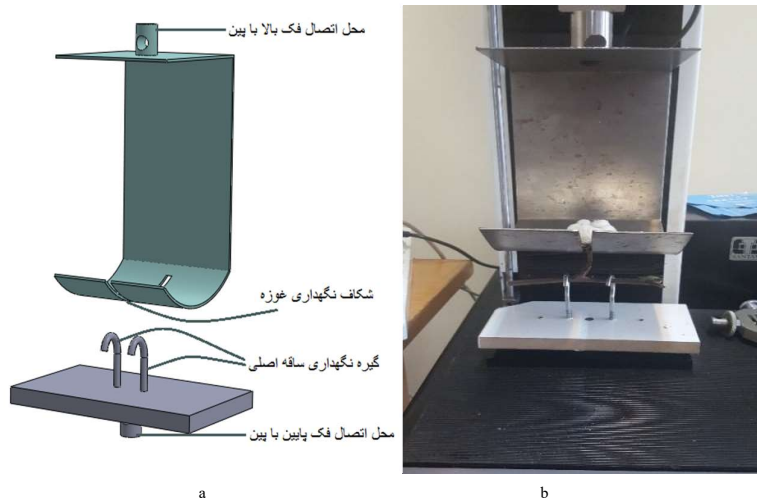 محل اتصال فک بالا با پین
شکاف نگهداری غوزه
گیره نگهداری ساقه اصلی
محل اتصال فک پایین با پین
a
b